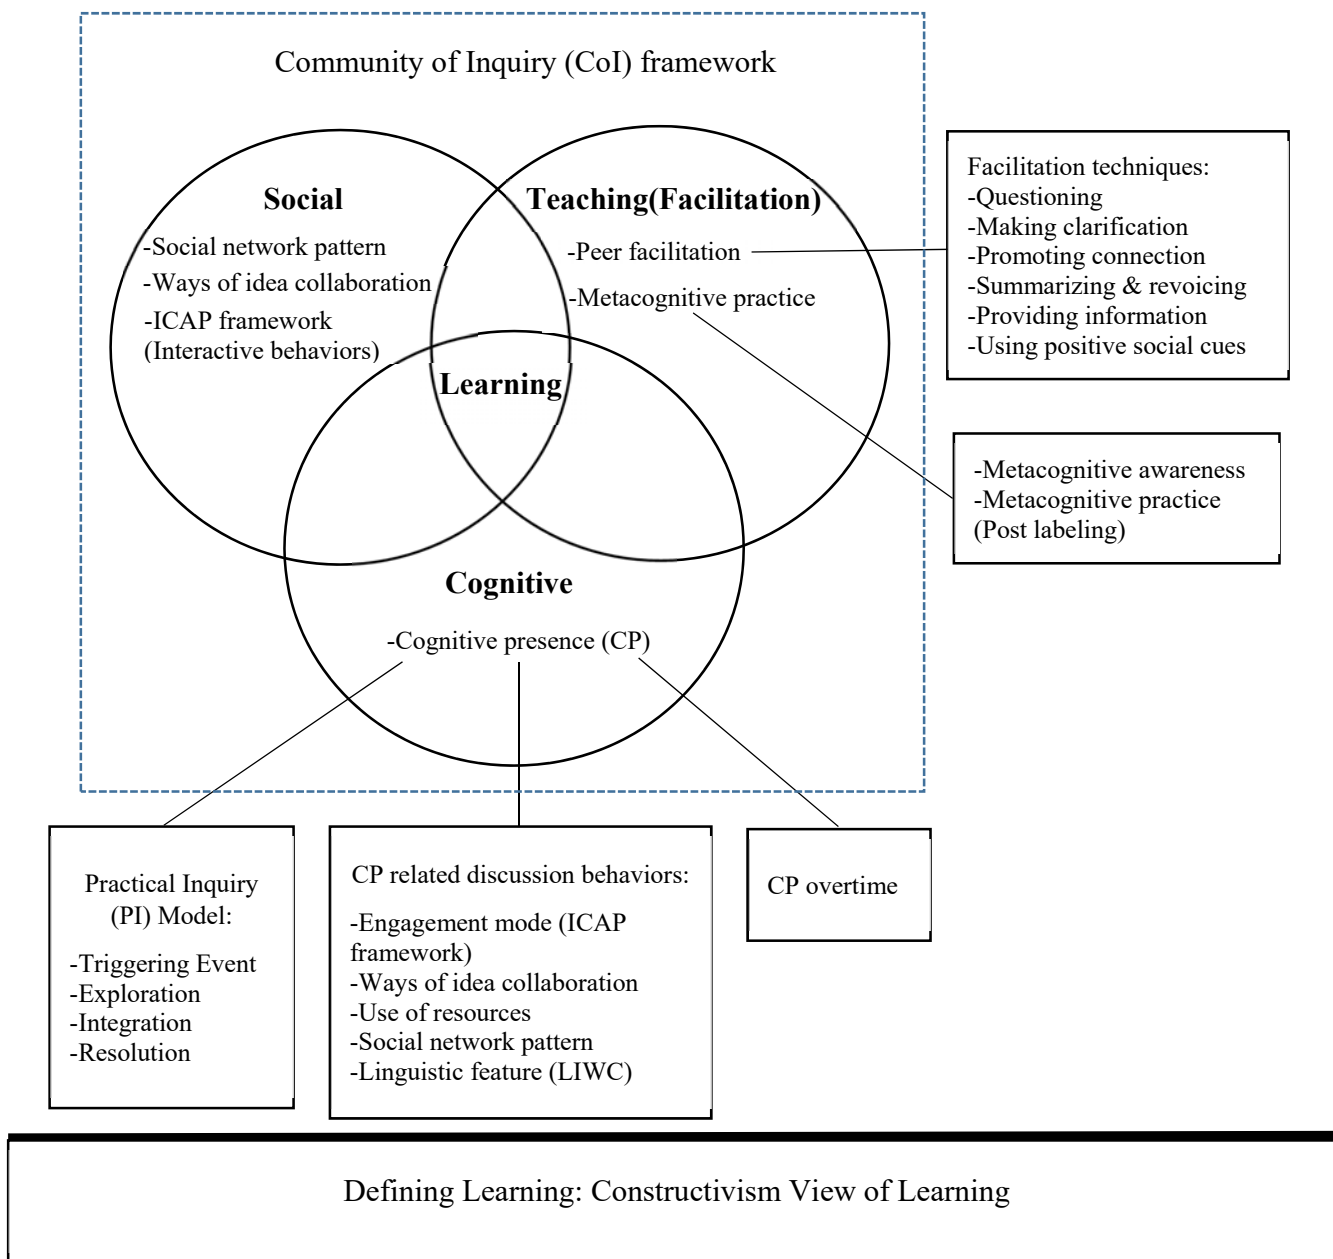 Community of Inquiry (CoI) framework
Social
-Social network pattern
-Ways of idea collaboration
-ICAP framework
(Interactive behaviors)
Teaching(Facilitation)
-Peer facilitation
-Metacognitive practice
Learning
Cognitive
-Cognitive presence (CP)
Facilitation techniques:
-Questioning
-Making clarification
-Promoting connection
-Summarizing & revoicing
-Providing information
-Using positive social cues
-Metacognitive awareness
-Metacognitive practice
(Post labeling)
Practical Inquiry
(PI) Model:
-Triggering Event
-Exploration
-Integration
-Resolution
CP related discussion behaviors:
-Engagement mode (ICAP
framework)
-Ways of idea collaboration
-Use of resources
-Social network pattern
-Linguistic feature (LIWC)
CP overtime
Defining Learning: Constructivism View of Learning